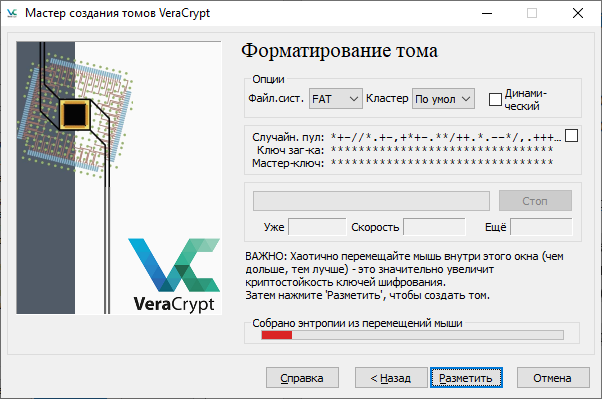 Мастер создания томов VeraCrypt
Форматирование тома
Опции
Файл.сист. FAT Кластер По умол Динами-
ческий
Случайн. пул: *+-//*.+-,+*+-.**/++.*.--*/,.+++...
Ключ заг-ка: ********************************
Мастер-ключ: ********************************
Стоп
Уже Скорость Ещё
ВАЖНО: Хаотично перемещайте мышь внутри этого окна (чем
дольше, тем лучше) - это значительно увеличит
криптостойкость ключей шифрования.
Затем нажмите 'Разметить', чтобы создать том.
VeraCrypt
Собрано энтропии из перемещений мыши
Справка < Назад Разметить Отмена